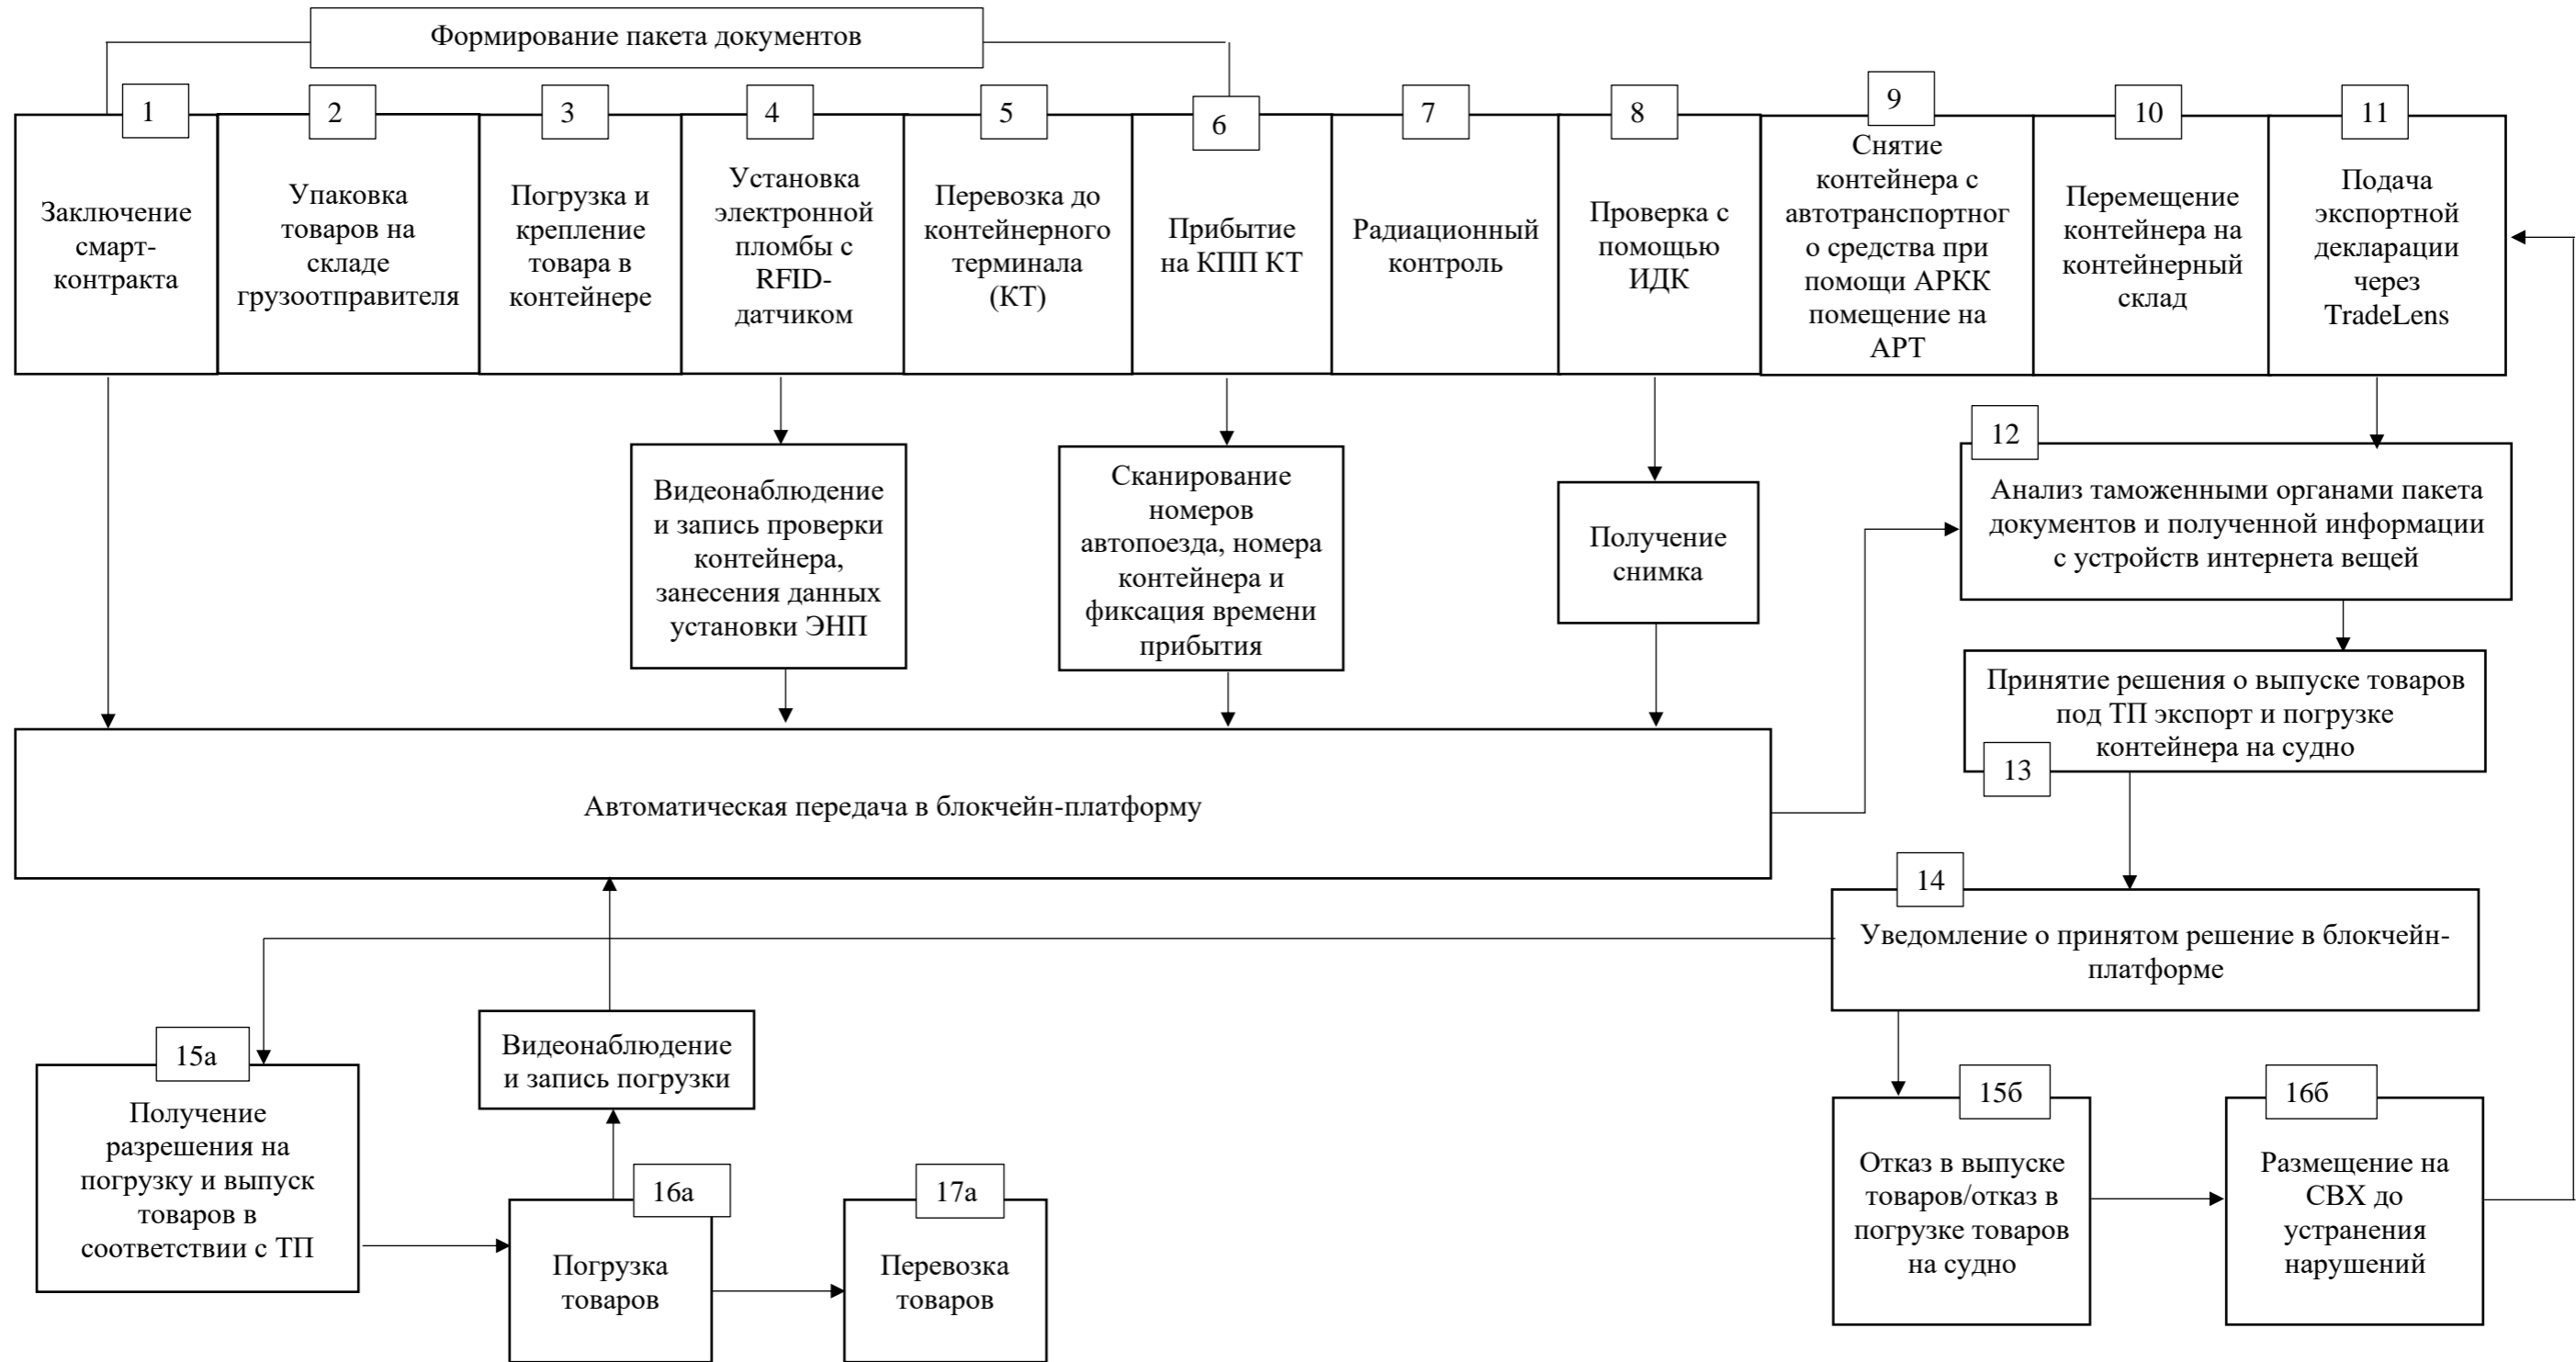 Формирование пакета документов
1
Заключение
смарт-
контракта
2
Упаковка
товаров на
складе
грузоотправителя
3
Погрузка и
крепление
товара в
контейнере
4
Установка
электронной
пломбы с
RFID-
датчиком
5
Перевозка до
контейнерного
терминала
(КТ)
6
Прибытие
на КПП КТ
7
Радиационный
контроль
8
Проверка с
помощью
ИДК
9
Снятие
контейнера с
автотранспортног
о средства при
помощи АРКК
помещение на
АРТ
10
Перемещение
контейнера на
контейнерный
склад
11
Подача
экспортной
декларации
через
TradeLens
Видеонаблюдение
и запись проверки
контейнера,
занесения данных
установки ЭНП
Сканирование
номеров
автопоезда, номера
контейнера и
фиксация времени
прибытия
Получение
снимка
12
Анализ таможенными органами пакета
документов и полученной информации
с устройств интернета вещей
Принятие решения о выпуске товаров
под ТП экспорт и погрузке
контейнера на судно
13
Автоматическая передача в блокчейн-платформу
14
Уведомление о принятом решение в блокчейн-
платформе
15а
Получение
разрешения на
погрузку и выпуск
товаров в
соответствии с ТП
Видеонаблюдение
и запись погрузки
16а
Погрузка
товаров
17а
Перевозка
товаров
15б
Отказ в выпуске
товаров/отказ в
погрузке товаров
на судно
16б
Размещение на
СВХ до
устранения
нарушений